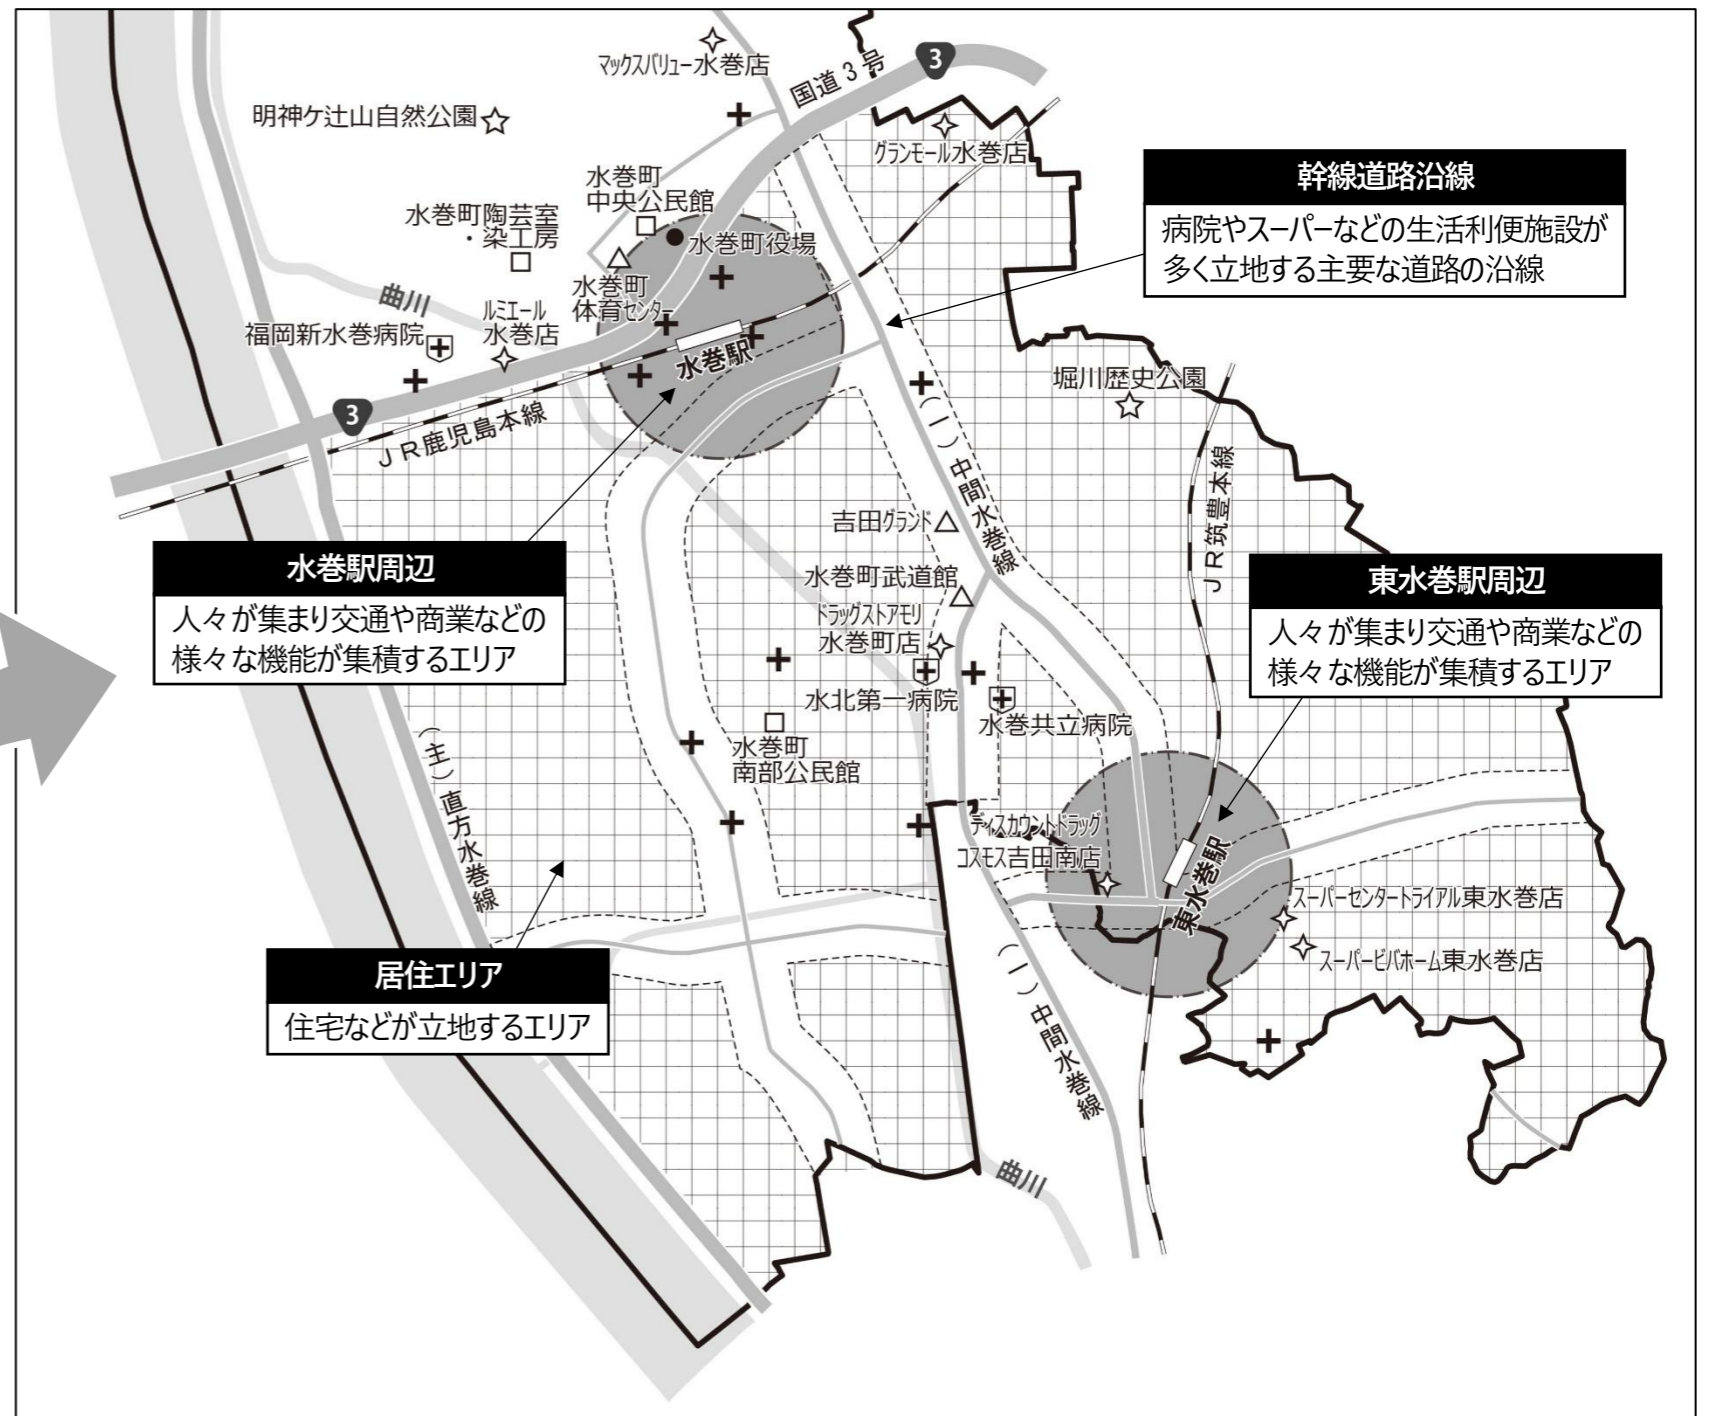 マックスバリュー水巻店
国道3号
3
明神ケ辻山自然公園
グランモール水巻店
幹線道路沿線
病院やスーパーなどの生活利便施設が
多く立地する主要な道路の沿線
水巻町
中央公民館
水巻町陶芸室
・染工房
水巻町役場
水巻町
体育センター
曲川
ルミエール
水巻店
福岡新水巻病院
水巻駅
3
JR鹿児島本線
堀川歴史公園
(一)中間水巻線
JR筑豊本線
吉田グランド
水巻駅周辺
人々が集まり交通や商業などの
様々な機能が集積するエリア
水巻町武道館
ドラッグストアモリ
水巻町店
東水巻駅周辺
人々が集まり交通や商業などの
様々な機能が集積するエリア
水北第一病院
水巻共立病院
水巻町
南部公民館
(主)直方水巻線
ディスカウントドラッグ
コスモス吉田南店
東水巻駅
スーパーセンタートライアル東水巻店
スーパービバホーム東水巻店
居住エリア
住宅などが立地するエリア
(一)中間水巻線
曲川